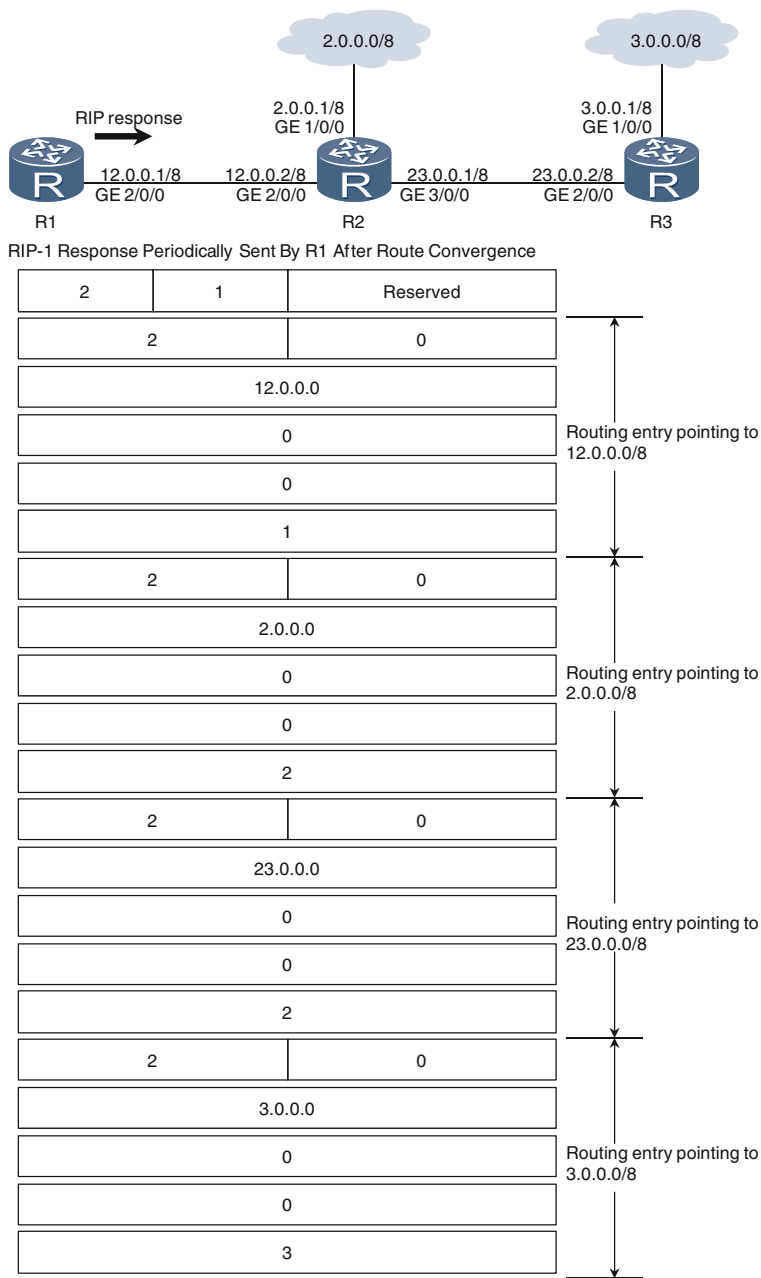 2.0.0.0/8
3.0.0.0/8
RIP response
2.0.0.1/8
GE 1/0/0
3.0.0.1/8
GE 1/0/0
12.0.0.1/8
GE 2/0/0
12.0.0.2/8
GE 2/0/0
23.0.0.1/8
GE 3/0/0
23.0.0.2/8
GE 2/0/0
R
R
R
R1
R2
R3
RIP-1 Response Periodically Sent By R1 After Route Convergence
2 1 Reserved
2 0
12.0.0.0
0
0
1
Routing entry pointing to
12.0.0.0/8
2 0
2.0.0.0
0
0
2
Routing entry pointing to
2.0.0.0/8
2 0
23.0.0.0
0
0
2
Routing entry pointing to
23.0.0.0/8
2 0
3.0.0.0
0
0
3
Routing entry pointing to
3.0.0.0/8